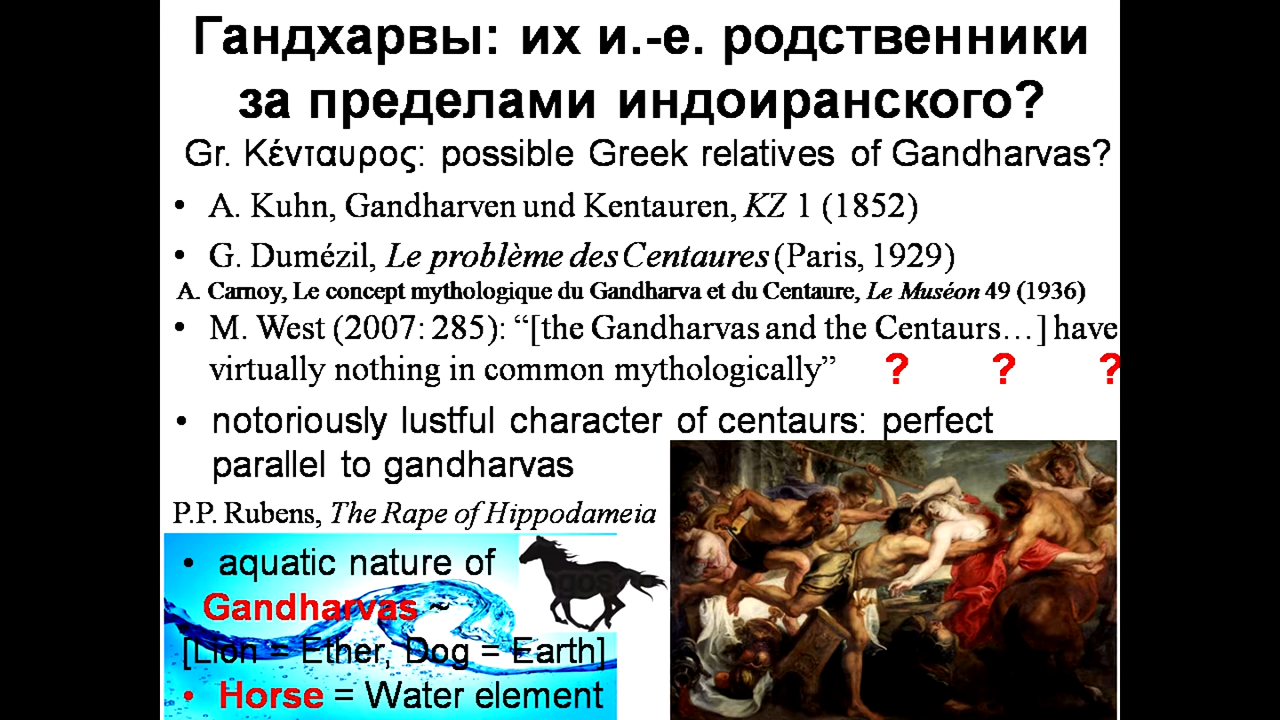 Гандхарвы: их и.-е. родственники
за пределами индоиранского?
Gr. Κένταυρος: possible Greek relatives of Gandharvas?
• A. Kuhn, Gandharven und Kentauren, KZ 1 (1852)
• G. Dumézil, Le problème des Centaures (Paris, 1929)
A. Carnoy, Le concept mythologique du Gandharva et du Centaure, Le Muséon 49 (1936)
• M. West (2007: 285): “[the Gandharvas and the Centaurs…] have
virtually nothing in common mythologically” ? ? ?
• notoriously lustful character of centaurs: perfect
parallel to gandharvas
P.P. Rubens, The Rape of Hippodameia
• aquatic nature of
Gandharvas ~
[Lion = Ether, Dog = Earth]
• Horse = Water element